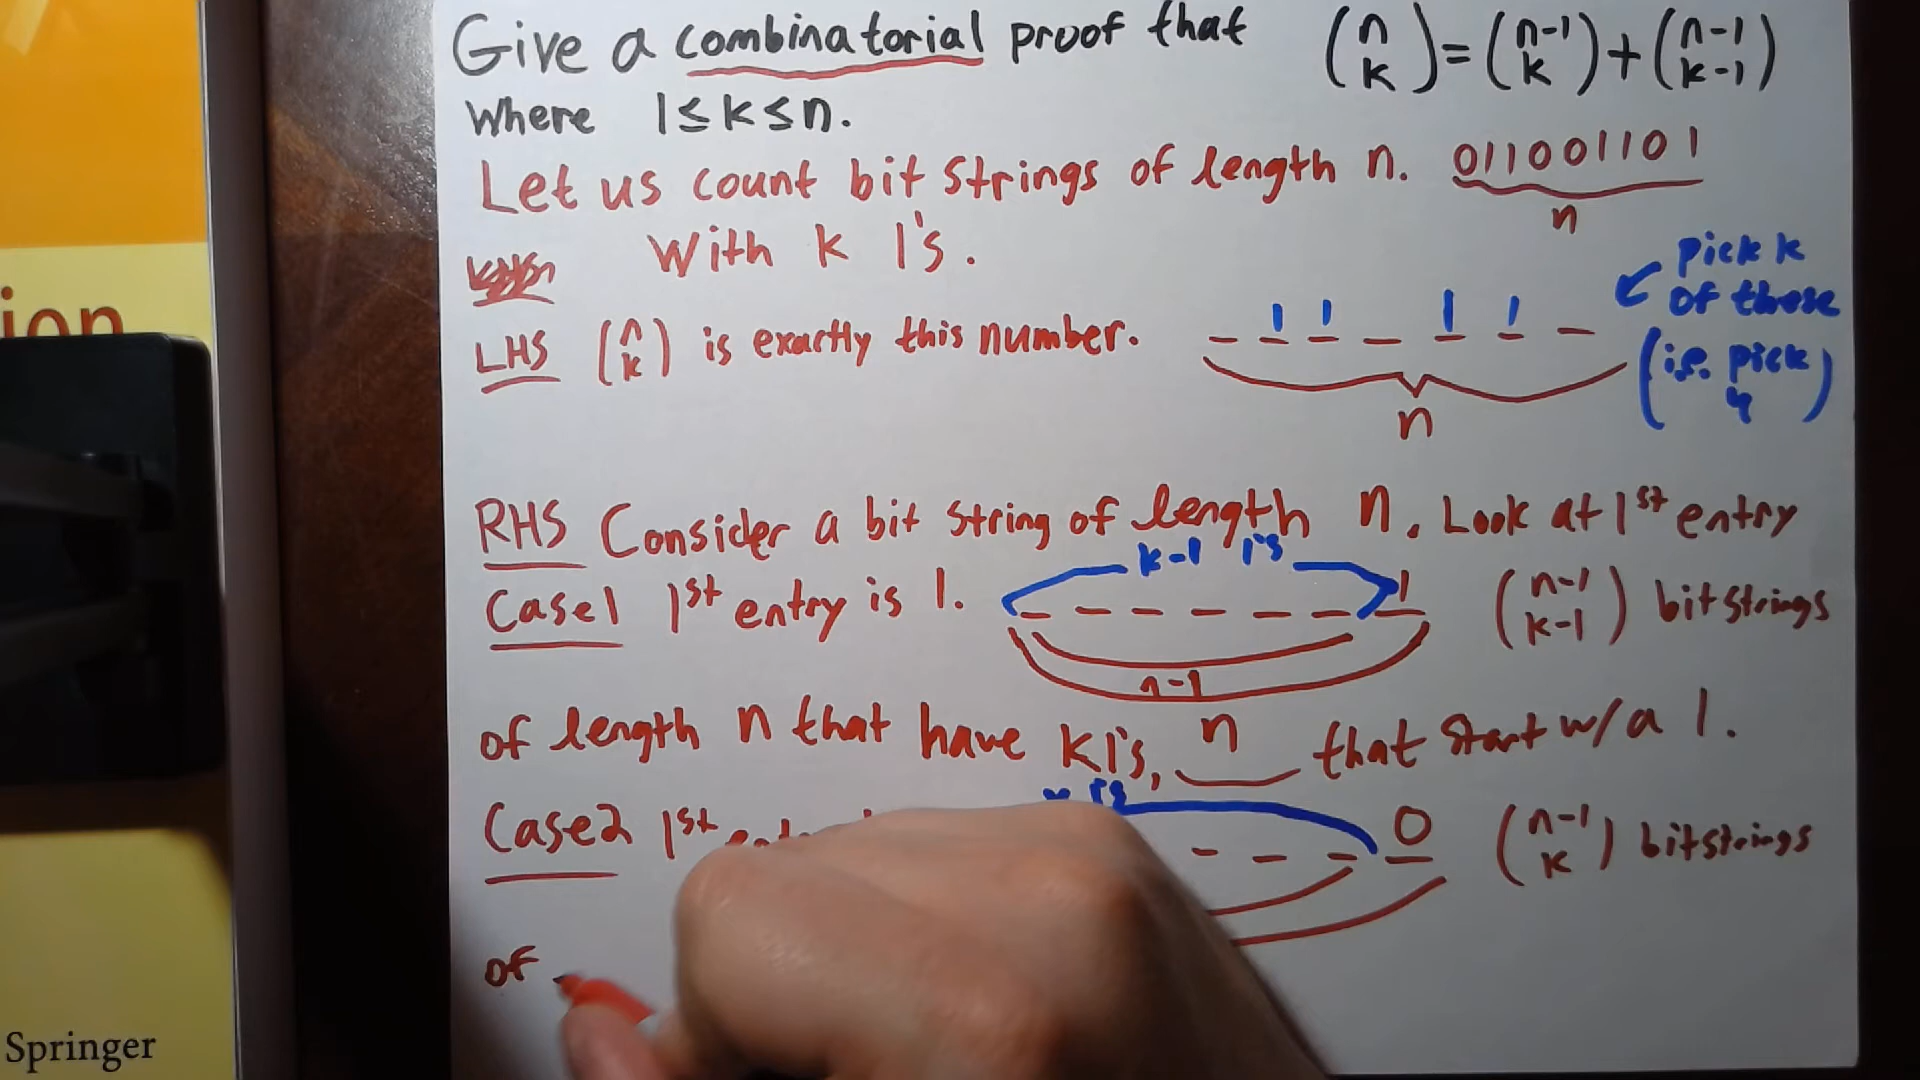 Give a combinatorial proof that (n k) = (n-1 k) + (n-1 k-1)
where 1≤k≤n.
Let us count bit strings of length n. 011001101
n
with k 1's.
pick k
of these
(i.e. pick
4)
LHS (n k) is exactly this number. _ 1 1 _ 1 1 _
n
RHS Consider a bit string of length n. Look at 1st entry
k-1 1's
Case 1 1st entry is 1. _ _ _ _ _ _ 1 (n-1 k-1) bitstrings
n-1
of length n that have k 1's, n that start w/ a 1.
Case 2 1st _ _ _ 0 (n-1 k) bitstrings
of
ion
Springer